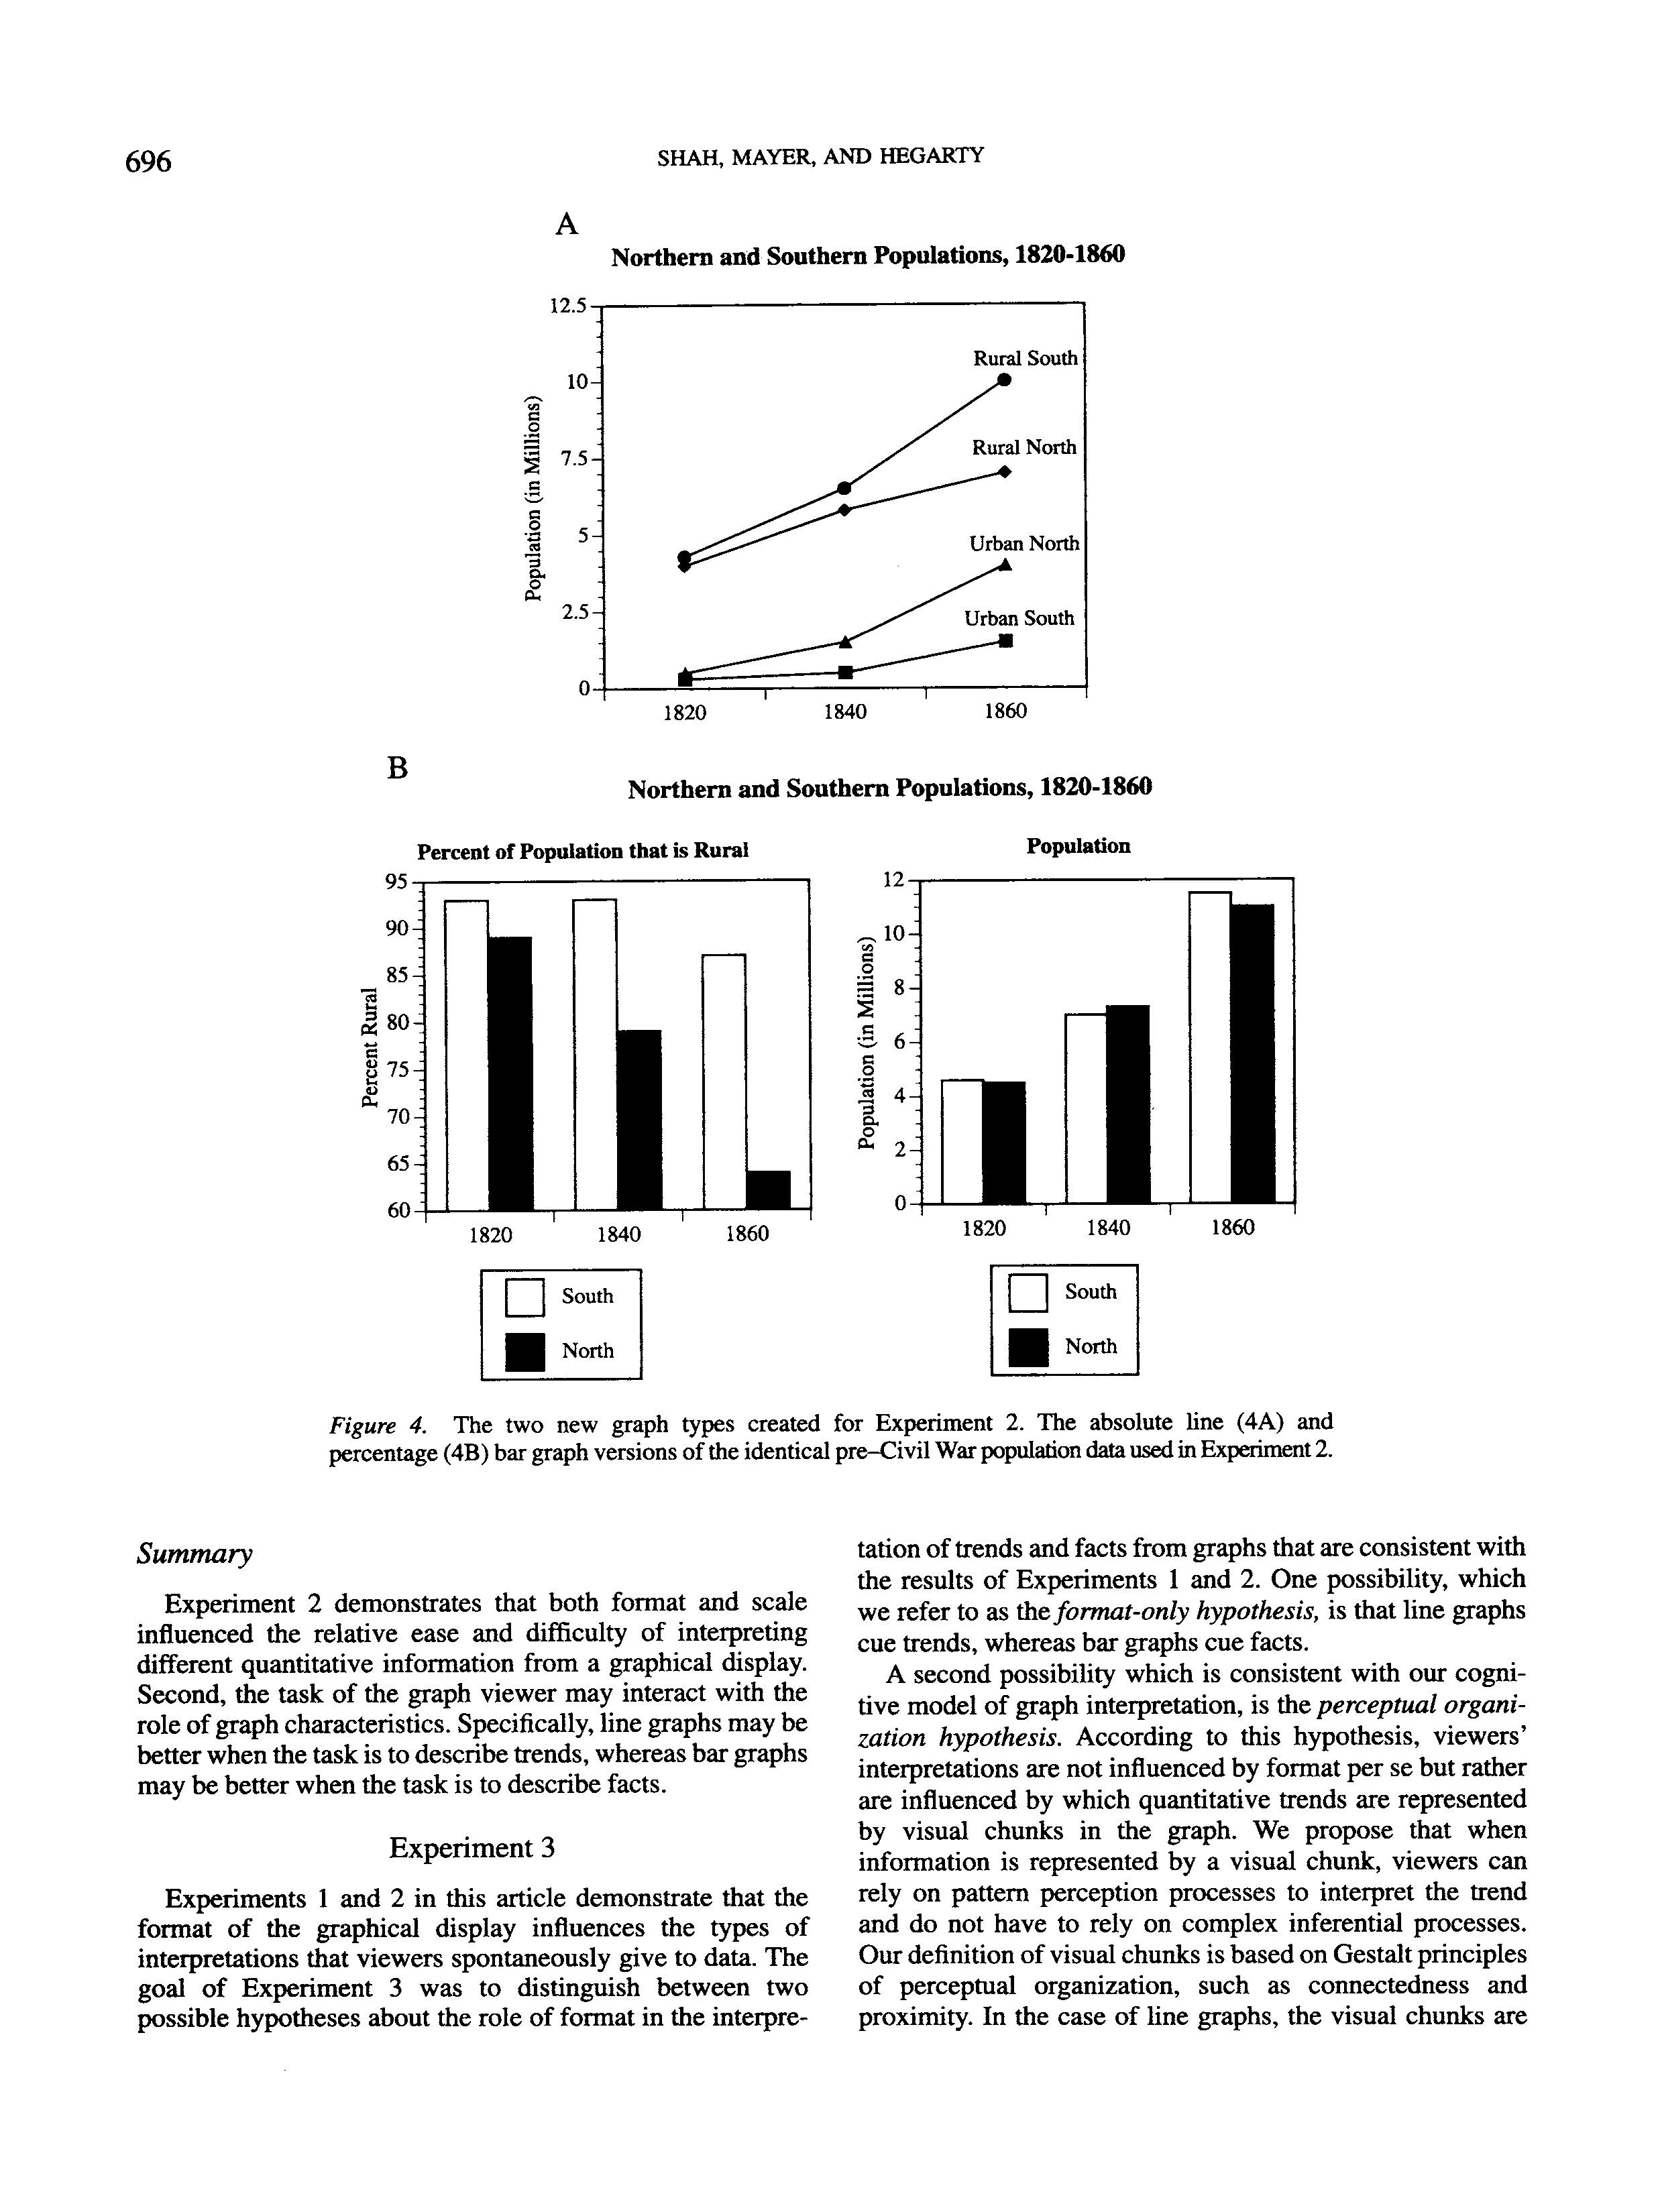 696
SHAH, MAYER, AND HEGARTY
A
Northern and Southern Populations, 1820-1860
12.5
10
7.5
5
2.5
0
Population (in Millions)
Rural South
Rural North
Urban North
Urban South
1820 1840 1860
B
Northern and Southern Populations, 1820-1860
Percent of Population that is Rural
95
90
85
80
75
70
65
60
Percent Rural
1820 1840 1860
South
North
Population
12
10
8
6
4
2
0
Population (in Millions)
1820 1840 1860
South
North
Figure 4. The two new graph types created for Experiment 2. The absolute line (4A) and
percentage (4B) bar graph versions of the identical pre–Civil War population data used in Experiment 2.
Summary
Experiment 2 demonstrates that both format and scale
influenced the relative ease and difficulty of interpreting
different quantitative information from a graphical display.
Second, the task of the graph viewer may interact with the
role of graph characteristics. Specifically, line graphs may be
better when the task is to describe trends, whereas bar graphs
may be better when the task is to describe facts.
Experiment 3
Experiments 1 and 2 in this article demonstrate that the
format of the graphical display influences the types of
interpretations that viewers spontaneously give to data. The
goal of Experiment 3 was to distinguish between two
possible hypotheses about the role of format in the interpre-
tation of trends and facts from graphs that are consistent with
the results of Experiments 1 and 2. One possibility, which
we refer to as the format-only hypothesis, is that line graphs
cue trends, whereas bar graphs cue facts.
A second possibility which is consistent with our cogni-
tive model of graph interpretation, is the perceptual organi-
zation hypothesis. According to this hypothesis, viewers'
interpretations are not influenced by format per se but rather
are influenced by which quantitative trends are represented
by visual chunks in the graph. We propose that when
information is represented by a visual chunk, viewers can
rely on pattern perception processes to interpret the trend
and do not have to rely on complex inferential processes.
Our definition of visual chunks is based on Gestalt principles
of perceptual organization, such as connectedness and
proximity. In the case of line graphs, the visual chunks are